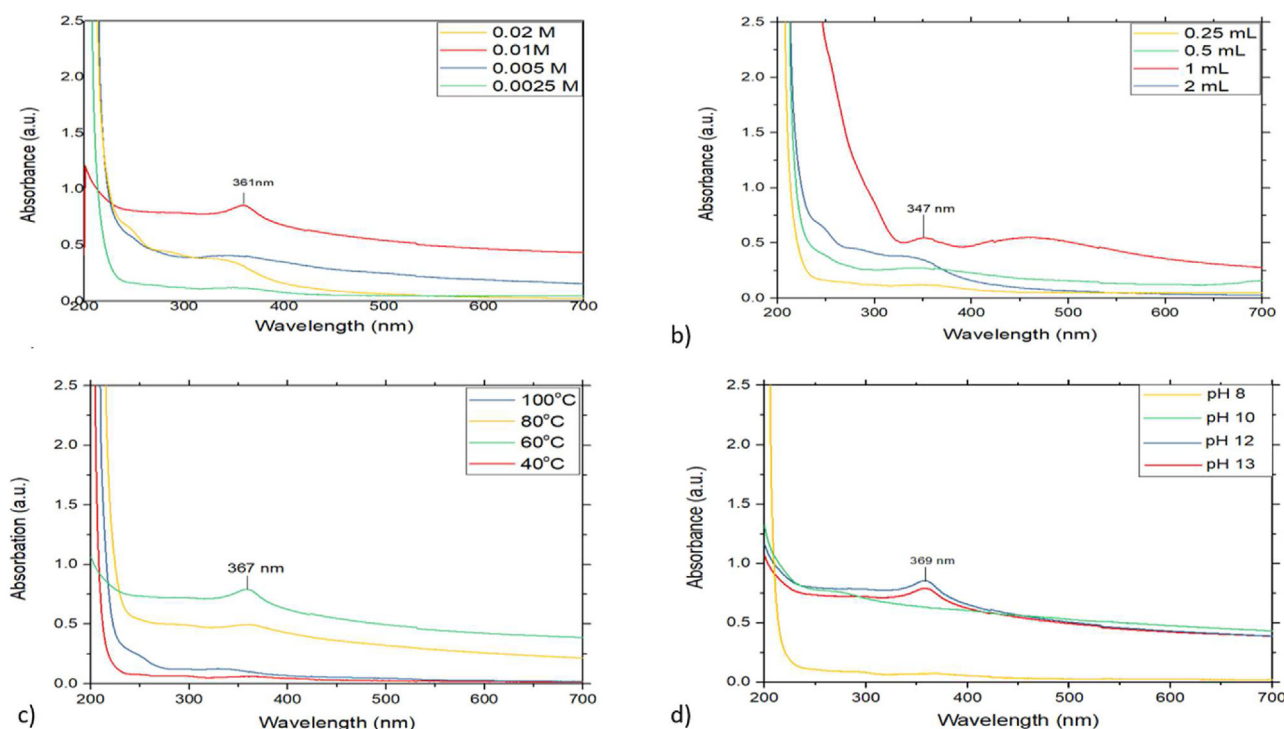 2.5
2.0
1.5
1.0
0.5
0.0
200 300 400 500 600 700
Absorbance (a.u.)
Wavelength (nm)
0.02 M
0.01M
0.005 M
0.0025 M
361nm
2.5
2.0
1.5
1.0
0.5
0.0
200 300 400 500 600 700
Absorbance (a.u.)
Wavelength (nm)
0.25 mL
0.5 mL
1 mL
2 mL
347 nm
b)
2.5
2.0
1.5
1.0
0.5
0.0
200 300 400 500 600 700
Absorbation (a.u.)
Wavelength (nm)
100°C
80°C
60°C
40°C
367 nm
c)
2.5
2.0
1.5
1.0
0.5
0.0
200 300 400 500 600 700
Absorbance (a.u.)
Wavelength (nm)
pH 8
pH 10
pH 12
pH 13
369 nm
d)